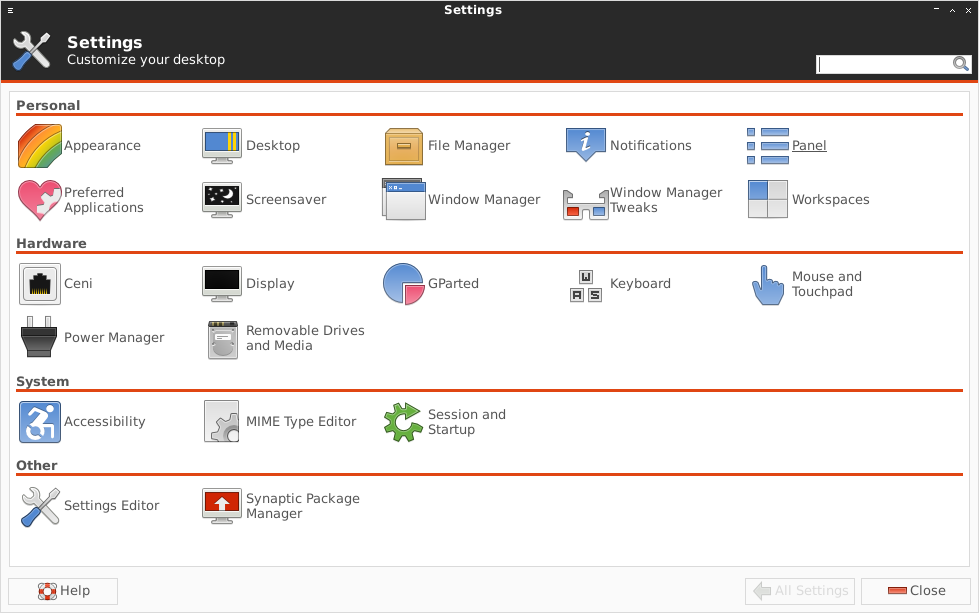 Settings
Settings
Customize your desktop
Personal
Appearance
Desktop
File Manager
Notifications
Panel
Preferred
Applications
Screensaver
Window Manager
Window Manager
Tweaks
Workspaces
Hardware
Ceni
Display
GParted
W
A S
Keyboard
Mouse and
Touchpad
Power Manager
Removable Drives
and Media
System
Accessibility
MIME Type Editor
Session and
Startup
Other
Settings Editor
Synaptic Package
Manager
Help
All Settings
Close